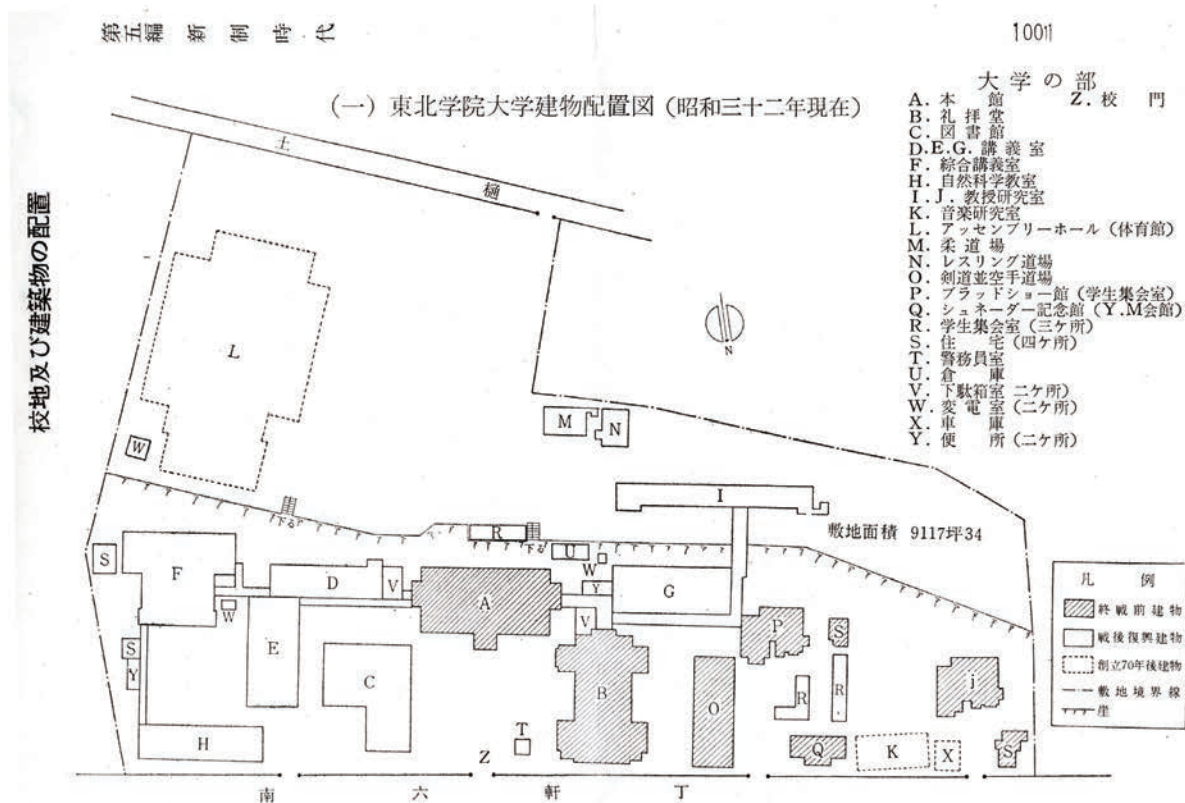 第五編 新制時代
校地及び建築物の配置
(一) 東北学院大学建物配置図 (昭和三十二年現在)
大学の部
A. 本館 Z. 校門
B. 礼拝堂
C. 図書館
D.E.G. 講義室
F. 綜合講義室
H. 自然科学教室
I. J. 教授研究室
K. 音楽研究室
L. アッセンブリーホール (体育館)
M. 柔道場
N. レスリング道場
O. 剣道並空手道場
P. ブラッドショー館 (学生集会室)
Q. シュネーダー記念館 (Y.M会館)
R. 学生集会室 (三ケ所)
S. 住宅 (四ケ所)
T. 警務員室
U. 倉庫
V. 下駄箱室 二ケ所)
W. 変電室 (二ケ所)
X. 車庫
Y. 便所 (二ケ所)
土樋
L
N
W
M
N
I
敷地面積 9117坪34
下る
R
下る
U
W
S
F
D
V
A
Y
G
W
E
V
P
S
S
Y
C
B
O
R
R
j
H
T
Q
K
X
S
Z
南六軒丁
凡例
終戦前建物
戦後復興建物
創立70年後建物
敷地境界線
崖